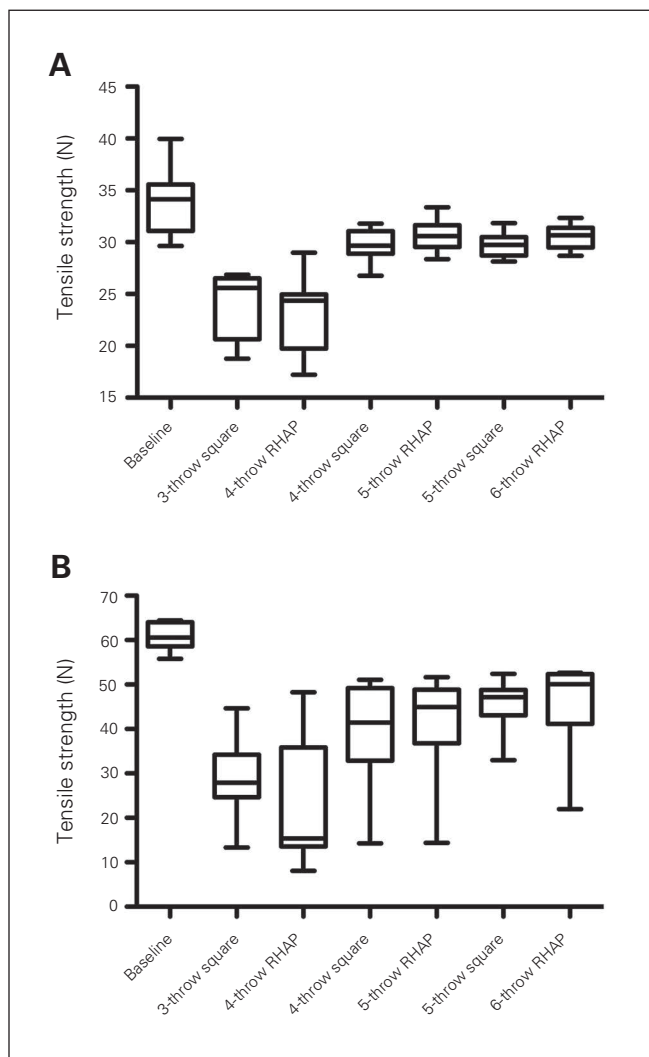 A
Tensile strength (N)
45
40
35
30
25
20
15
Baseline
3-throw square
4-throw RHAP
4-throw square
5-throw RHAP
5-throw square
6-throw RHAP
B
Tensile strength (N)
70
60
50
40
30
20
10
0
Baseline
3-throw square
4-throw RHAP
4-throw square
5-throw RHAP
5-throw square
6-throw RHAP